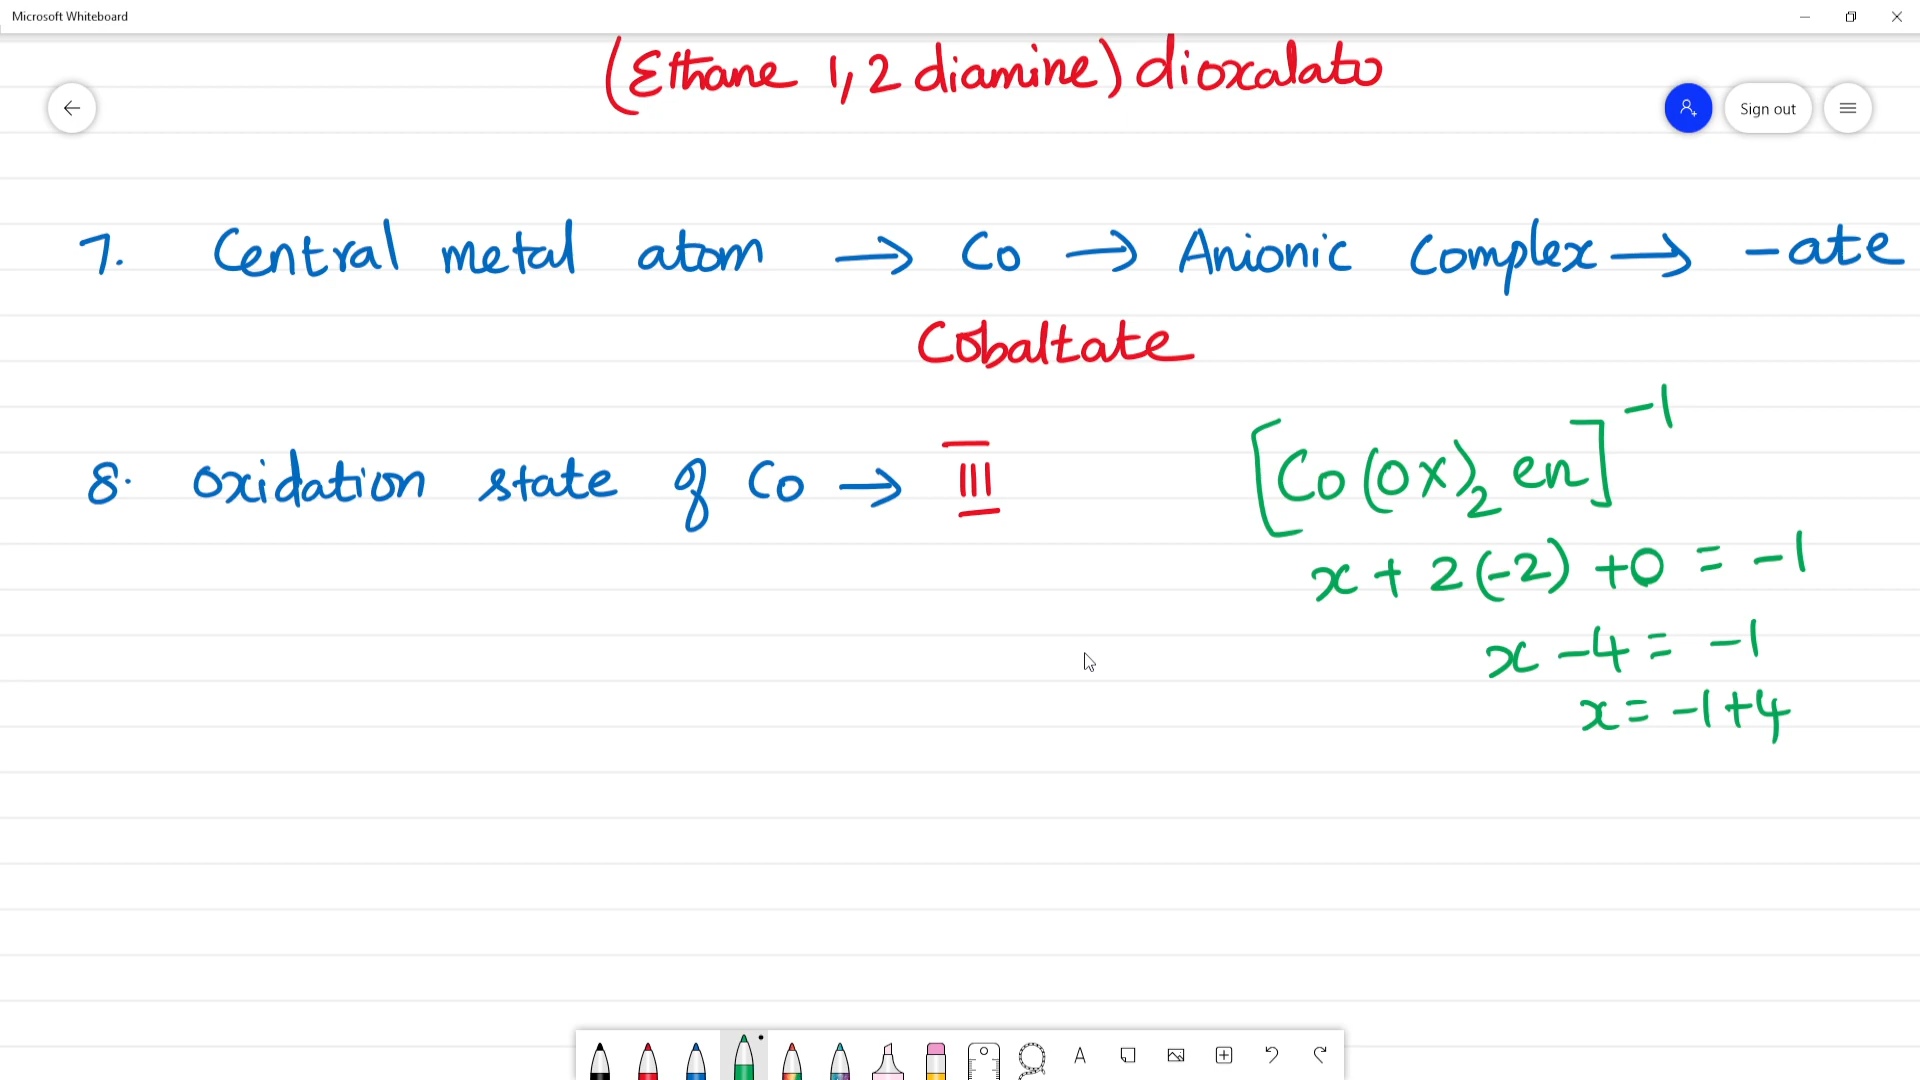 Microsoft Whiteboard
(Ethane 1,2 diamine) dioxalato
Sign out
7. Central metal atom → Co → Anionic Complex → -ate
Cobaltate
8. Oxidation state of Co → III
[Co(OX)₂ en]⁻¹
x + 2(-2) +0 = -1
x -4 = -1
x = -1+4